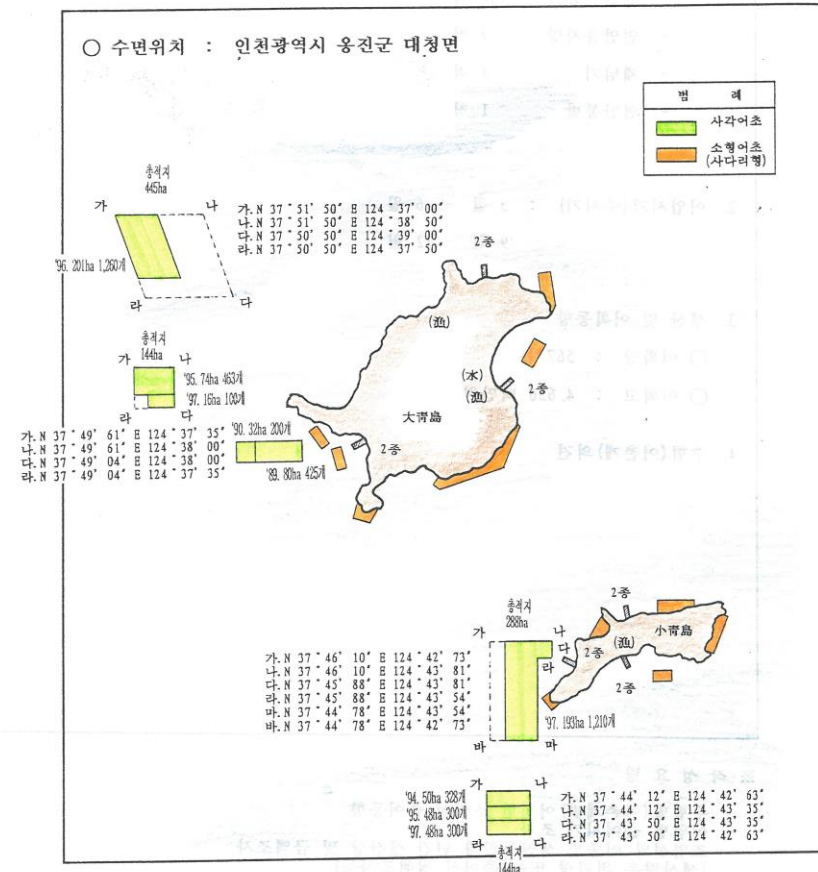 ○ 수면위치 : 인천광역시 옹진군 대청면
범 례
사각어초
소형어초
(사다리형)
총적지
445ha
가 나
가. N 37° 51' 50" E 124° 37' 00"
나. N 37° 51' 50" E 124° 38' 50"
다. N 37° 50' 50" E 124° 39' 00"
라. N 37° 50' 50" E 124° 37' 50"
'96. 201ha 1,260개
라 다
2종
(漁)
총적지
144ha
가 나
'95. 74ha 463개
'97. 16ha 100개
라 다
(水)
(漁)
2종
大青島
가. N 37° 49' 61" E 124° 37' 35"
나. N 37° 49' 61" E 124° 38' 00"
다. N 37° 49' 04" E 124° 38' 00"
라. N 37° 49' 04" E 124° 37' 35"
'90. 32ha 200개
'89. 80ha 425개
2종
총적지
288ha
가 나
다
라
2종
小青島
(漁)
2종
2종
가. N 37° 46' 10" E 124° 42' 73"
나. N 37° 46' 10" E 124° 43' 81"
다. N 37° 45' 88" E 124° 43' 81"
라. N 37° 45' 88" E 124° 43' 54"
마. N 37° 44' 78" E 124° 43' 54"
바. N 37° 44' 78" E 124° 42' 73"
'97. 193ha 1,210개
바 마
가 나
'94. 50ha 328개
'95. 48ha 300개
'97. 48ha 300개
가. N 37° 44' 12" E 124° 42' 63"
나. N 37° 44' 12" E 124° 43' 35"
다. N 37° 43' 50" E 124° 43' 35"
라. N 37° 43' 50" E 124° 42' 63"
라 다
총적지
144ha